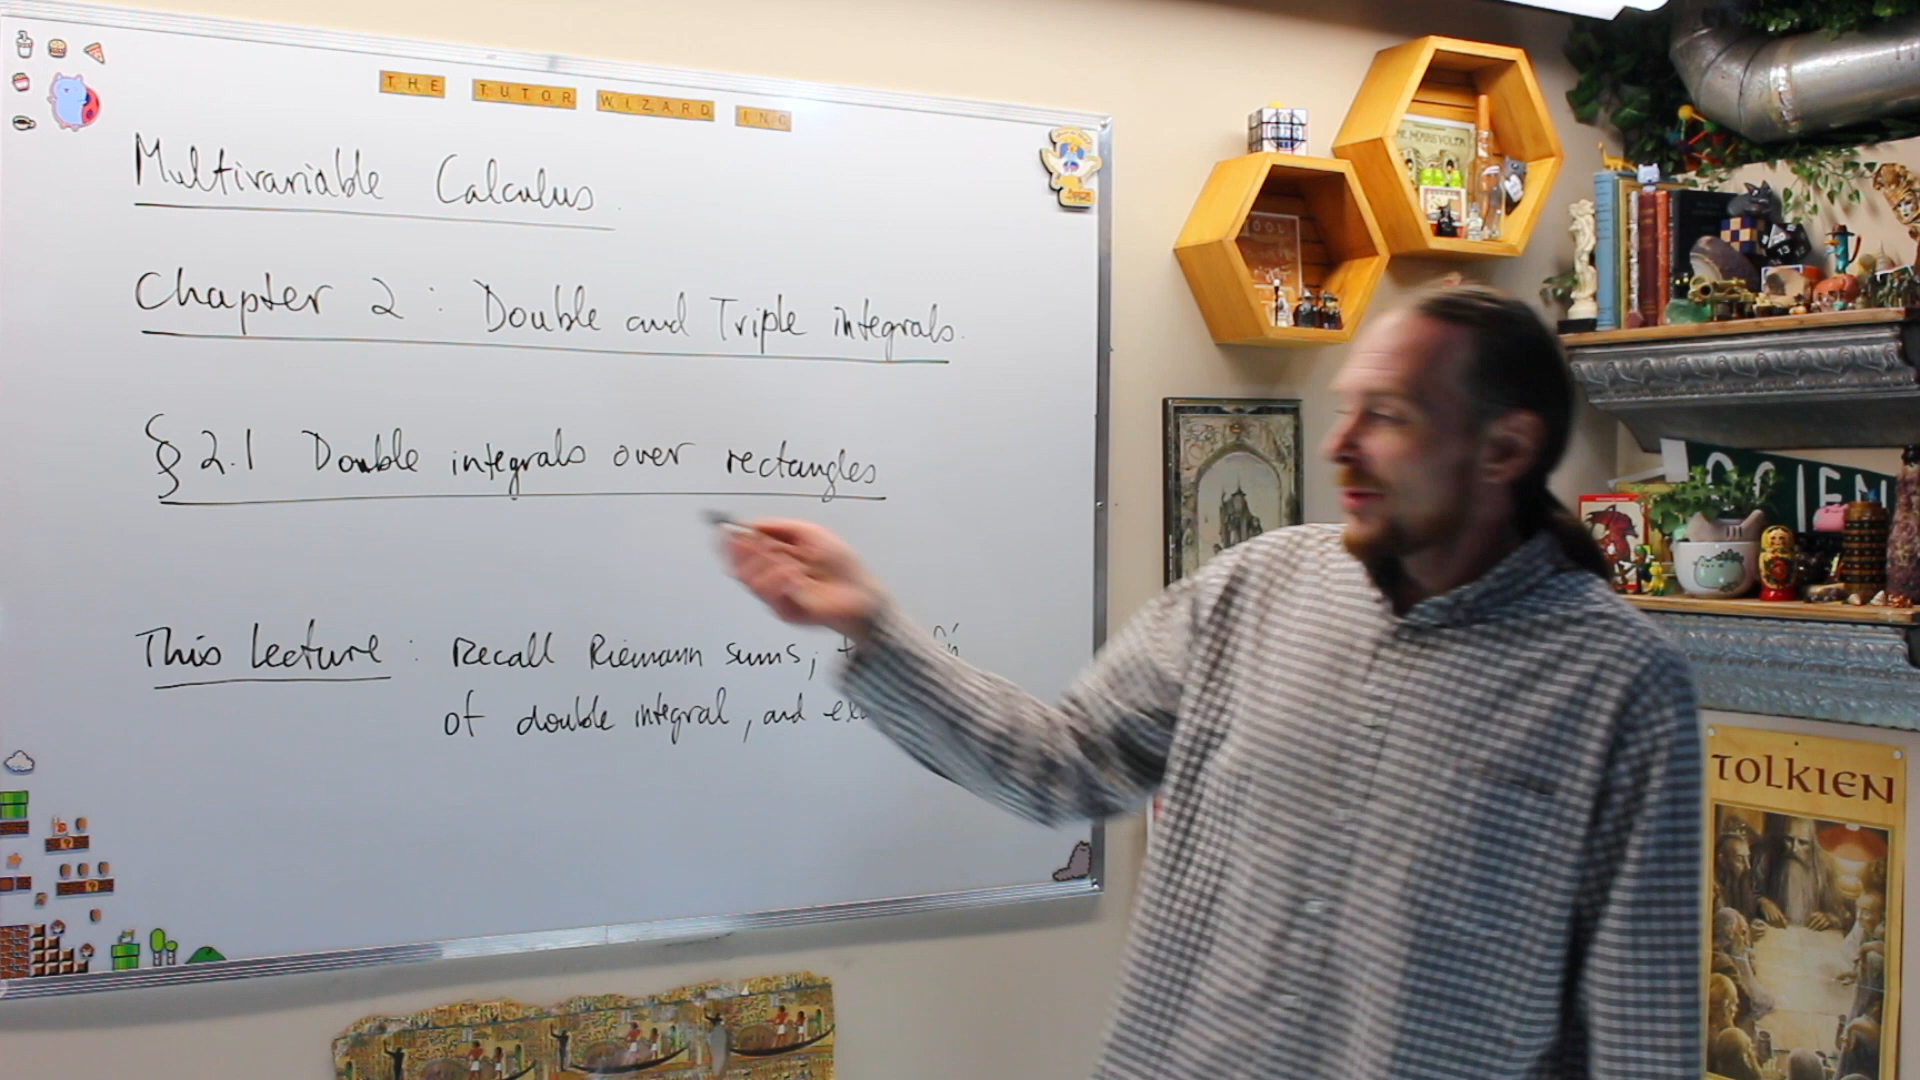 THE TUTOR WIZARD INC
Multivariable Calculus
Chapter 2: Double and Triple integrals.
§ 2.1 Double integrals over rectangles
This lecture: Recall Riemann sums;
of double integral, and
TOLKIEN